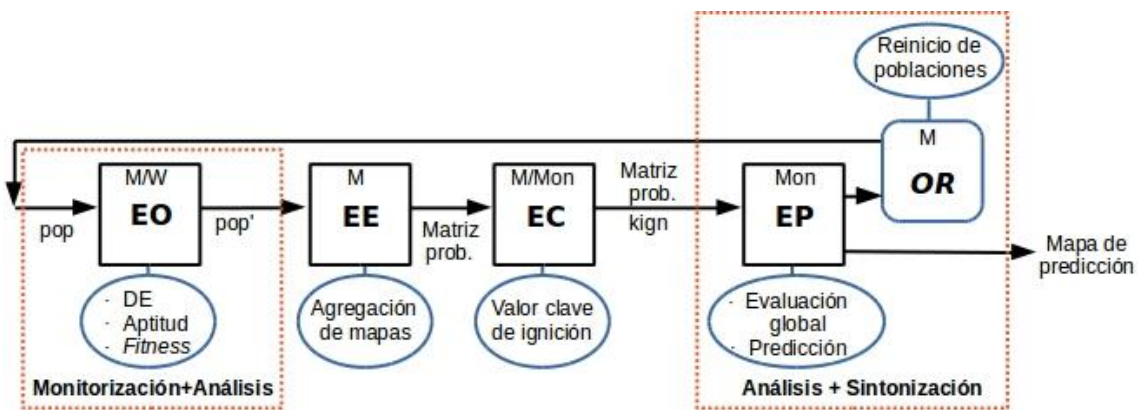 Reinicio de
poblaciones
M
OR
M/W
EO
pop
pop'
· DE
· Aptitud
· Fitness
Monitorización+Análisis
M
EE
Matriz
prob.
Agregación
de mapas
M/Mon
EC
Matriz
prob.
kign
Valor clave
de ignición
Mon
EP
· Evaluación
global
· Predicción
Mapa de
predicción
Análisis + Sintonización